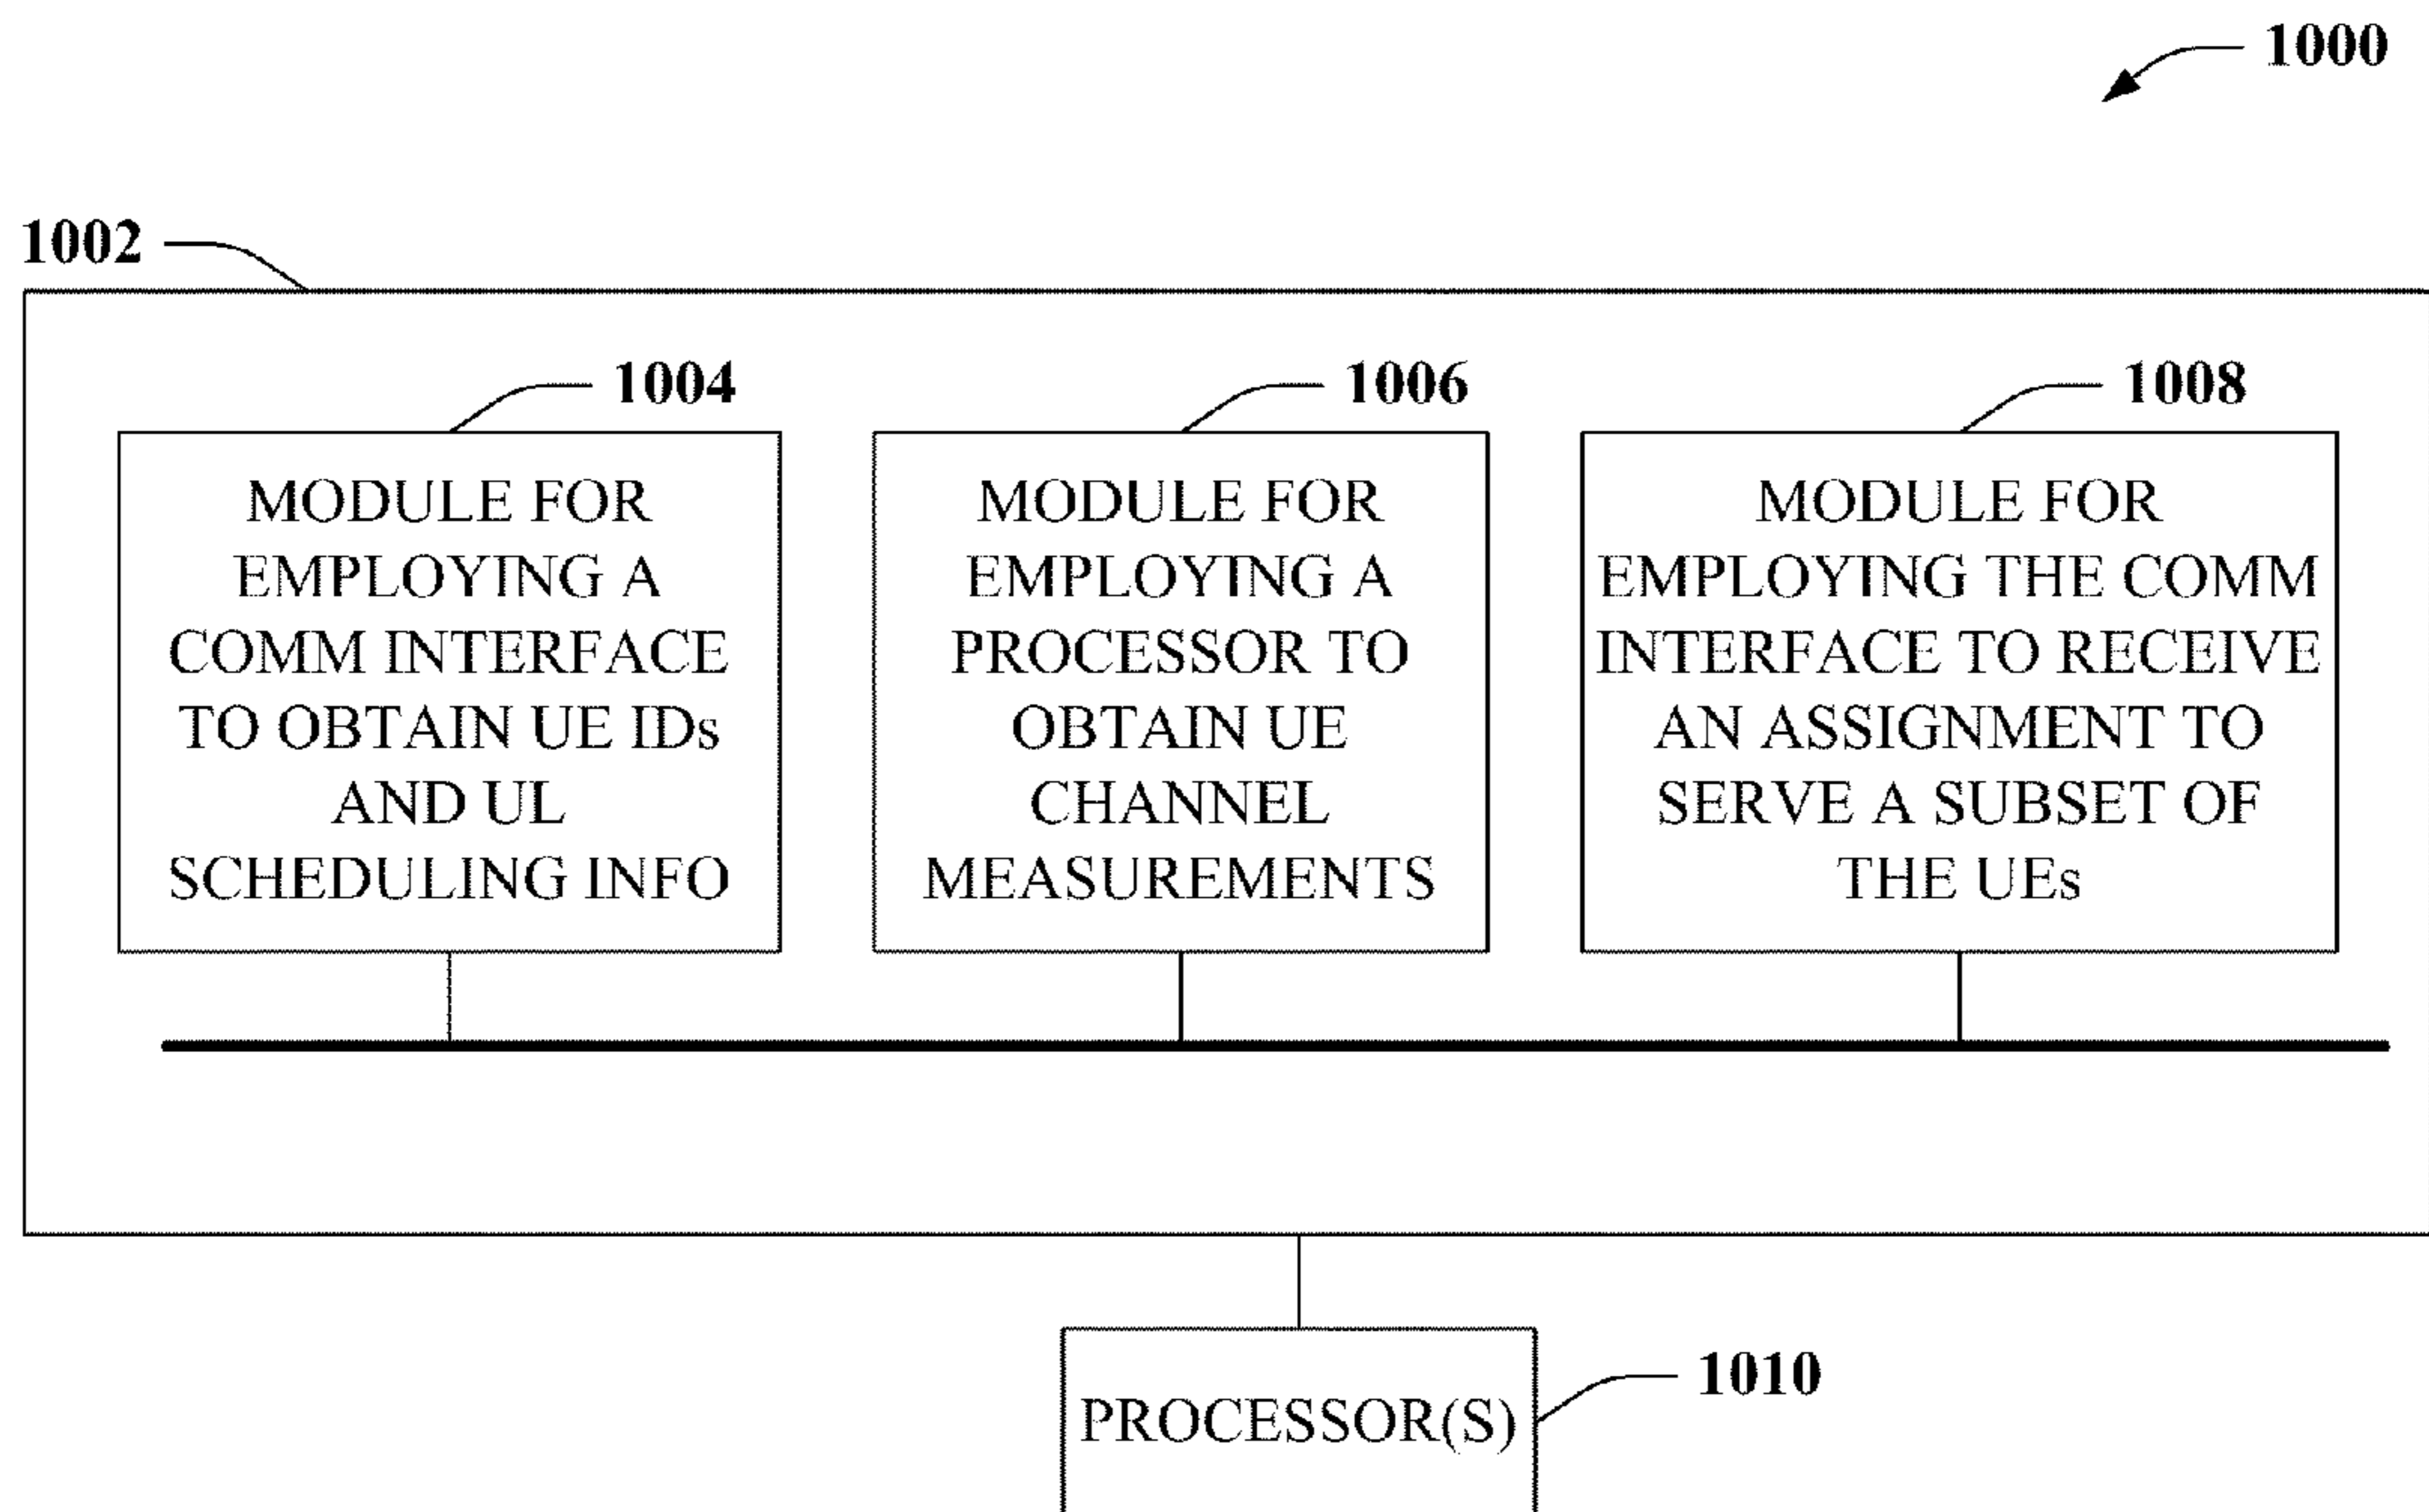 1000
1002
1004
1006
1008
MODULE FOR
EMPLOYING A
COMM INTERFACE
TO OBTAIN UE IDs
AND UL
SCHEDULING INFO
MODULE FOR
EMPLOYING A
PROCESSOR TO
OBTAIN UE
CHANNEL
MEASUREMENTS
MODULE FOR
EMPLOYING THE COMM
INTERFACE TO RECEIVE
AN ASSIGNMENT TO
SERVE A SUBSET OF
THE UEs
1010
PROCESSOR(S)